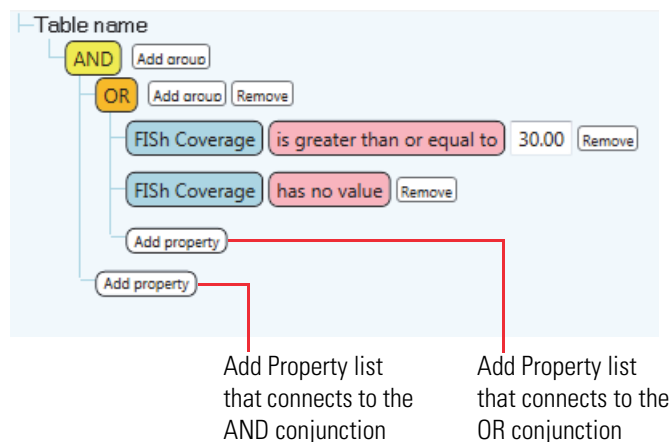 Table name
AND Add group
OR Add group Remove
FISh Coverage is greater than or equal to 30.00 Remove
FISh Coverage has no value Remove
Add property
Add property
Add Property list
that connects to the
AND conjunction
Add Property list
that connects to the
OR conjunction